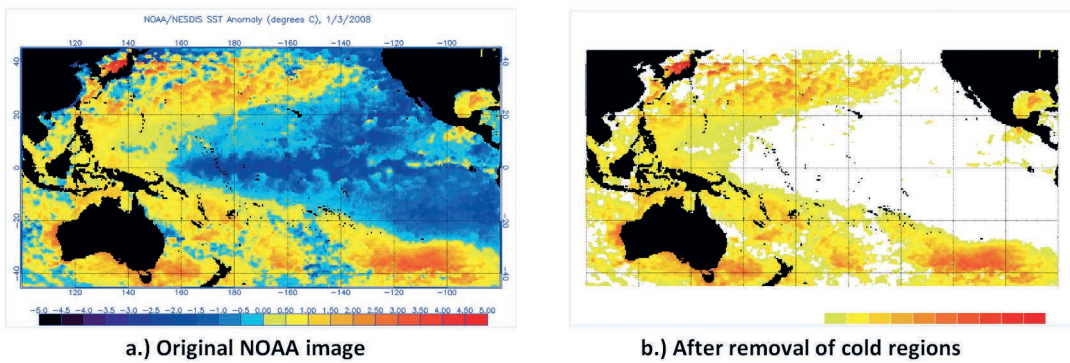 NOAA/NESDIS SST Anomaly (degrees C), 1/3/2008
120 140 160 180 -160 -140 -120 -100
40 40
20 20
0 0
-20 -20
-40 -40
120 140 160 180 -160 -140 -120 -100
-5.0 -4.5 -4.0 -3.5 -3.0 -2.5 -2.0 -1.5 -1.0 -0.5 0.00 0.50 1.00 1.50 2.00 2.50 3.00 3.50 4.00 4.50 5.00
a.) Original NOAA image
b.) After removal of cold regions